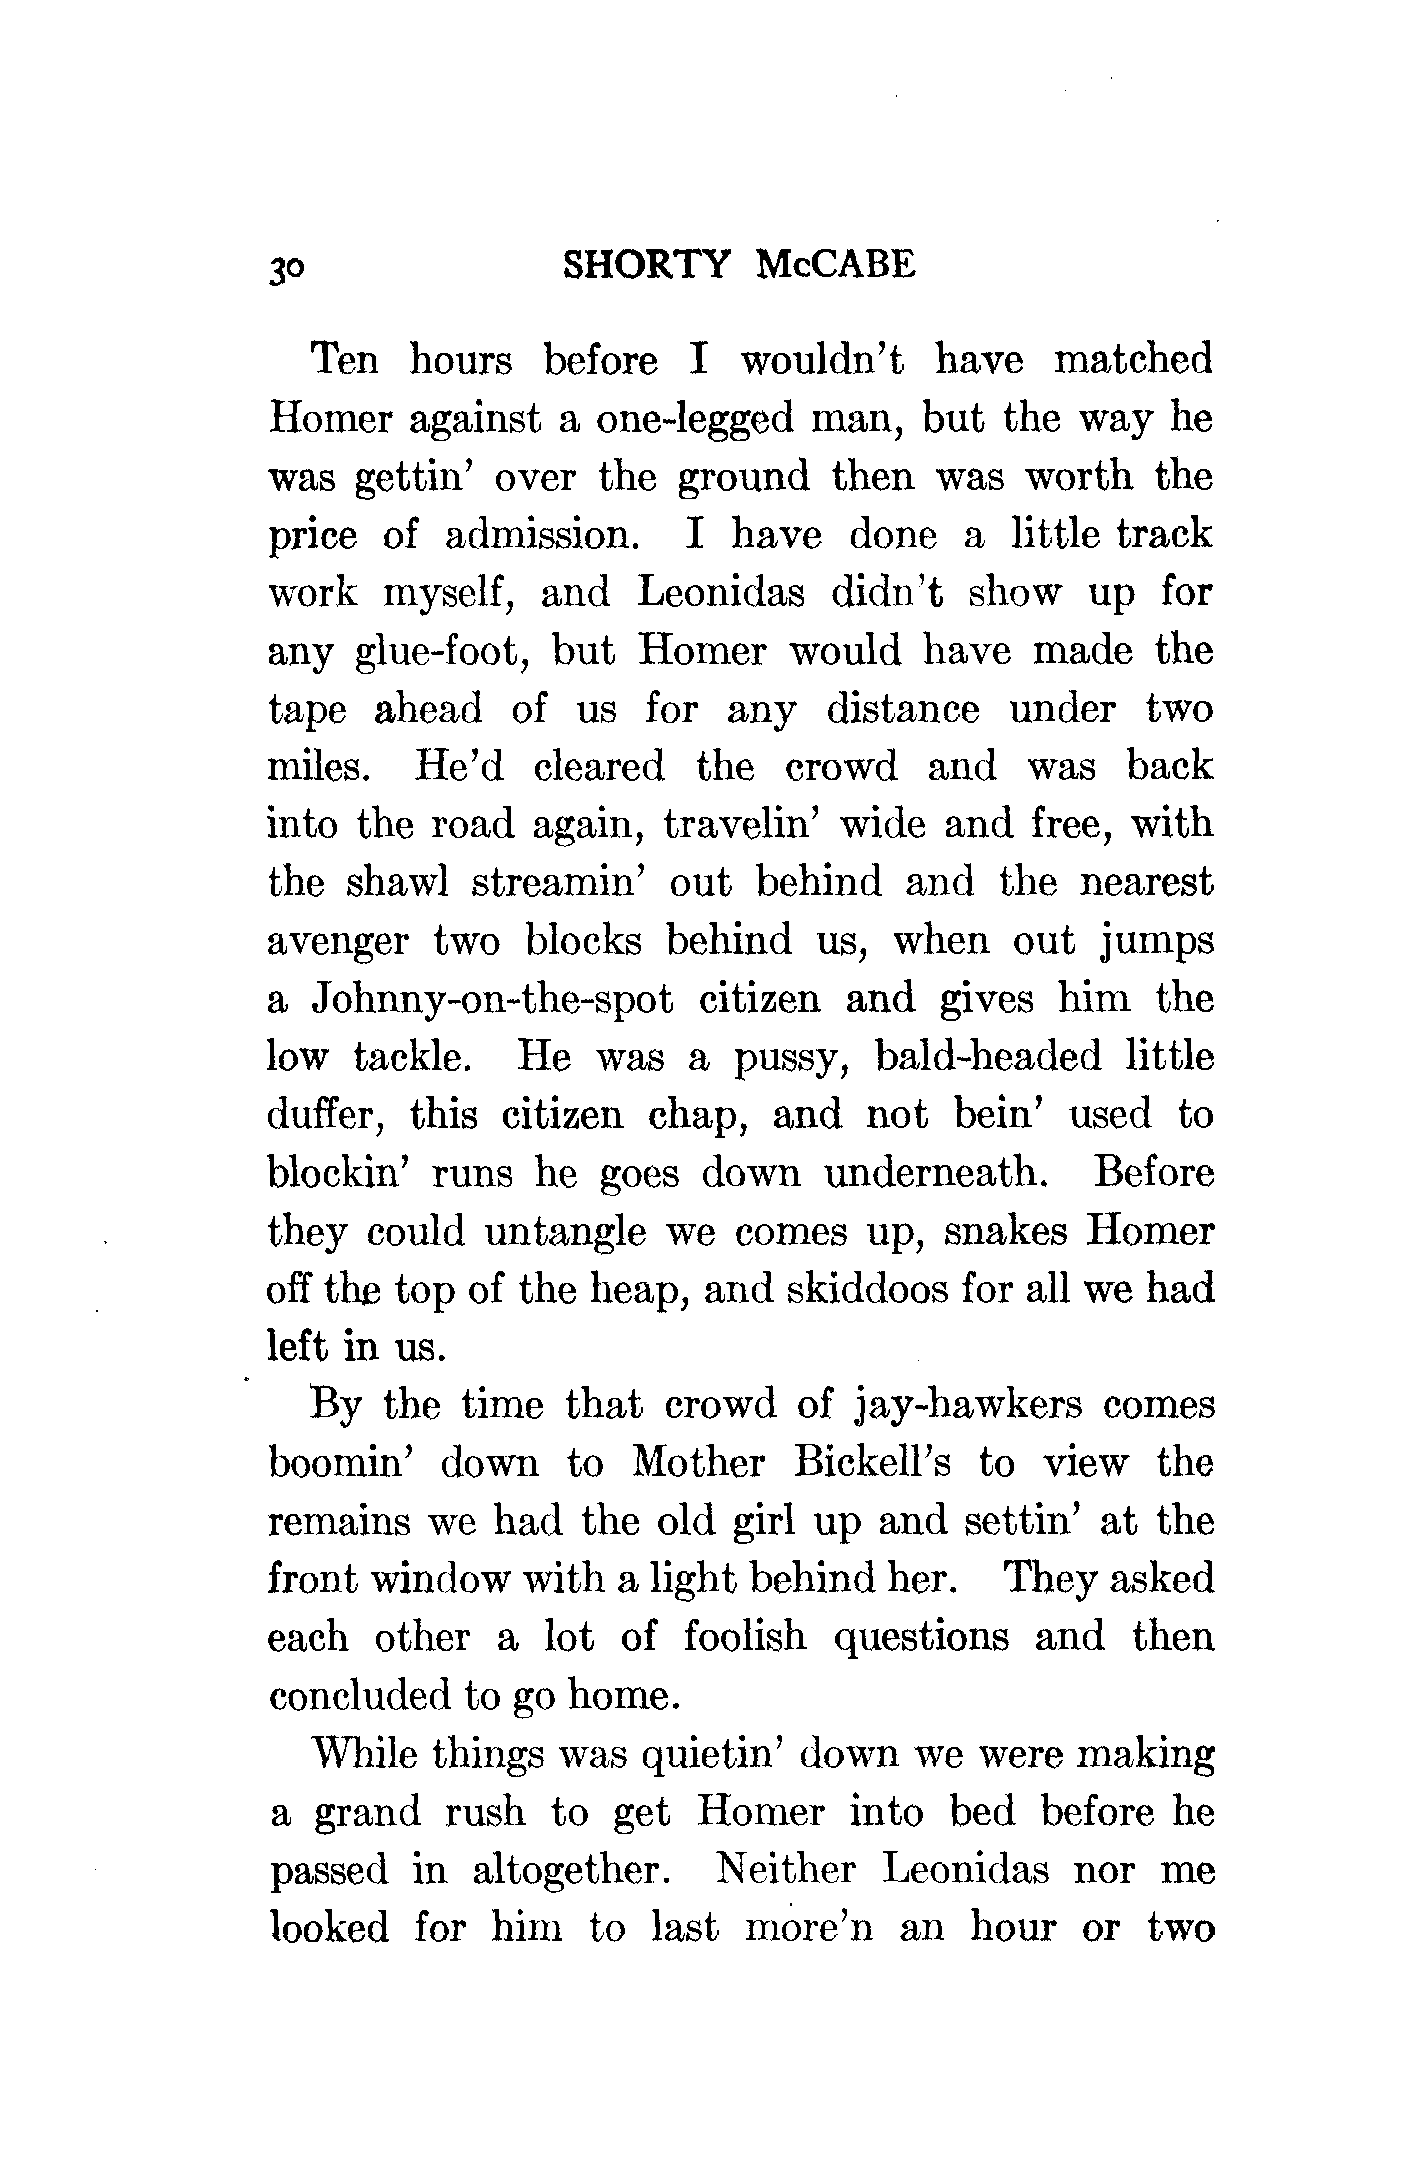 30 SHORTY McCABE
Ten hours before I wouldn't have matched
Homer against a one-legged man, but the way he
was gettin' over the ground then was worth the
price of admission. I have done a little track
work myself, and Leonidas didn't show up for
any glue-foot, but Homer would have made the
tape ahead of us for any distance under two
miles. He'd cleared the crowd and was back
into the road again, travelin' wide and free, with
the shawl streamin' out behind and the nearest
avenger two blocks behind us, when out jumps
a Johnny-on-the-spot citizen and gives him the
low tackle. He was a pussy, bald-headed little
duffer, this citizen chap, and not bein' used to
blockin' runs he goes down underneath. Before
they could untangle we comes up, snakes Homer
off the top of the heap, and skiddoos for all we had
left in us.
By the time that crowd of jay-hawkers comes
boomin' down to Mother Bickell's to view the
remains we had the old girl up and settin' at the
front window with a light behind her. They asked
each other a lot of foolish questions and then
concluded to go home.
While things was quietin' down we were making
a grand rush to get Homer into bed before he
passed in altogether. Neither Leonidas nor me
looked for him to last more'n an hour or two